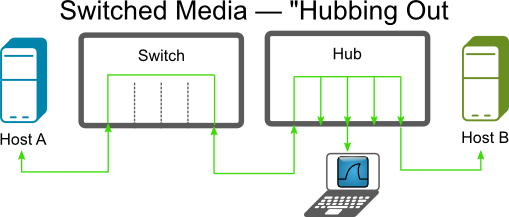 Switched Media — "Hubbing Out
Switch
Hub
Host A
Host B